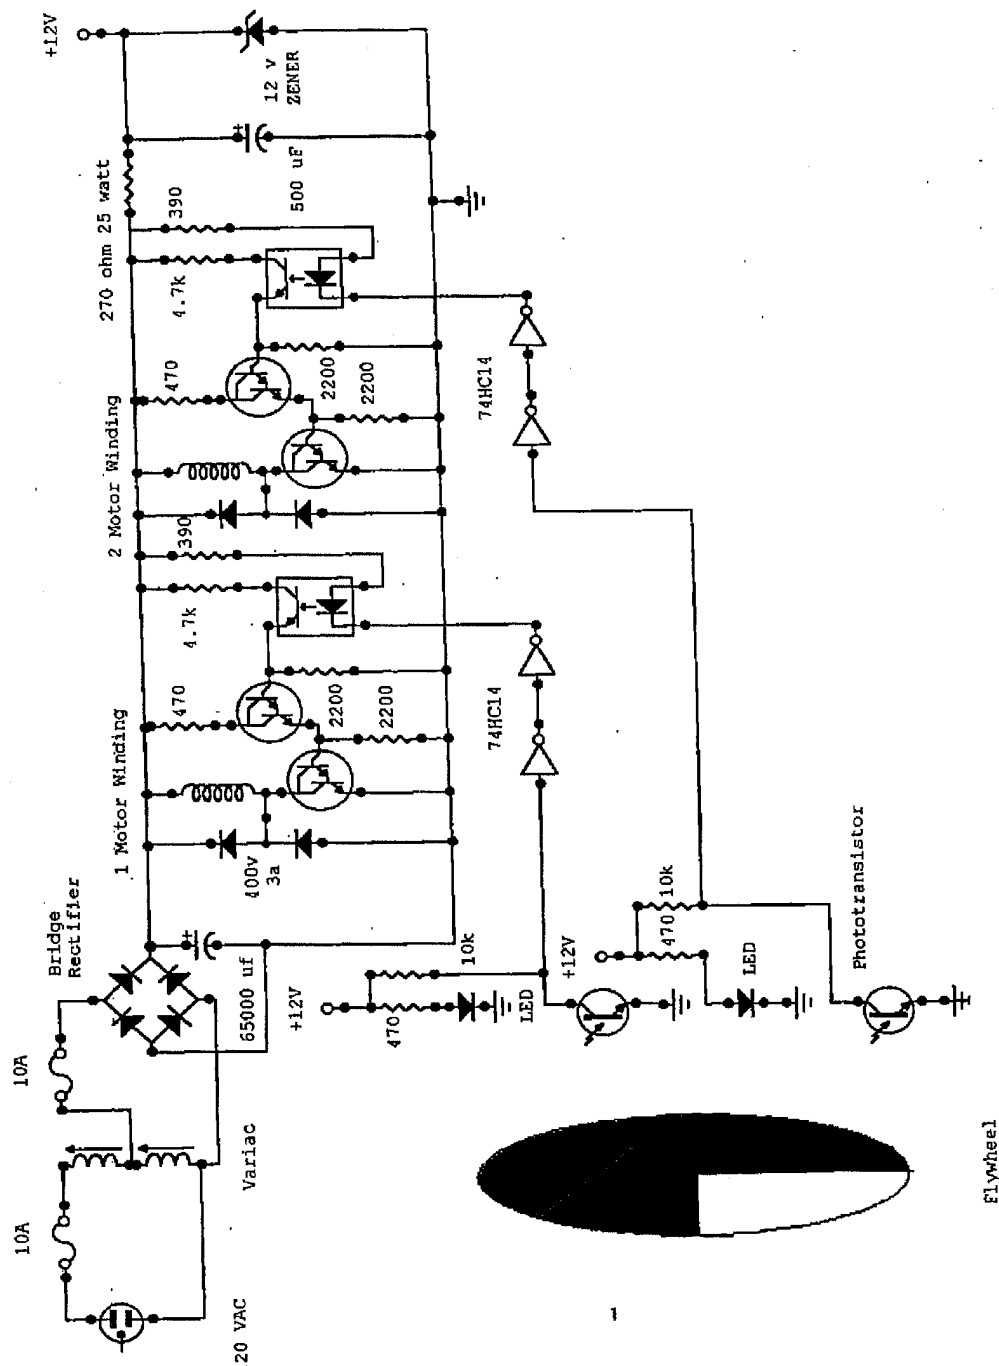 +12V
12 v
ZENER
500 uF
270 ohm 25 watt
390
4.7k
470
2200
2200
2 Motor Winding
74HC14
390
4.7k
470
2200
2200
1 Motor Winding
74HC14
400v
3a
Bridge
Rectifier
65000 uf
10A
10A
Variac
20 VAC
+12V
10k
470
LED
+12V
10k
470
LED
Phototransistor
Flywheel
1